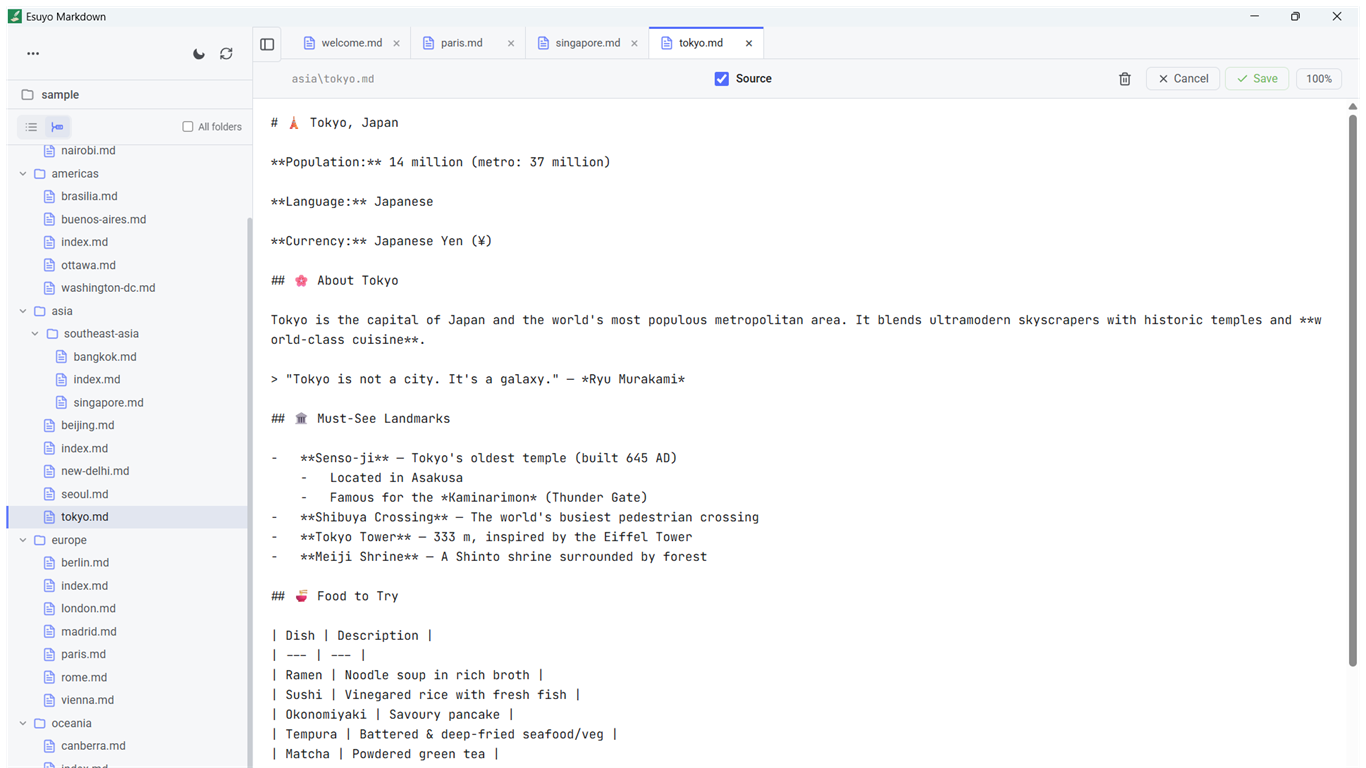 Esuyo Markdown
sample
All folders
nairobi.md
americas
brasilia.md
buenos-aires.md
index.md
ottawa.md
washington-dc.md
asia
southeast-asia
bangkok.md
index.md
singapore.md
beijing.md
index.md
new-delhi.md
seoul.md
tokyo.md
europe
berlin.md
index.md
london.md
madrid.md
paris.md
rome.md
vienna.md
oceania
canberra.md
index.md
welcome.md
paris.md
singapore.md
tokyo.md
asia\tokyo.md
Source
Cancel
Save
100%
# 🗼 Tokyo, Japan
**Population:** 14 million (metro: 37 million)
**Language:** Japanese
**Currency:** Japanese Yen (¥)
## 🌸 About Tokyo
Tokyo is the capital of Japan and the world's most populous metropolitan area. It blends ultramodern skyscrapers with historic temples and **w
orld-class cuisine**.
> "Tokyo is not a city. It's a galaxy." — *Ryu Murakami*
## 🏛️ Must-See Landmarks
- **Senso-ji** — Tokyo's oldest temple (built 645 AD)
- Located in Asakusa
- Famous for the *Kaminarimon* (Thunder Gate)
- **Shibuya Crossing** — The world's busiest pedestrian crossing
- **Tokyo Tower** — 333 m, inspired by the Eiffel Tower
- **Meiji Shrine** — A Shinto shrine surrounded by forest
## 🍜 Food to Try
| Dish | Description |
| --- | --- |
| Ramen | Noodle soup in rich broth |
| Sushi | Vinegared rice with fresh fish |
| Okonomiyaki | Savoury pancake |
| Tempura | Battered & deep-fried seafood/veg |
| Matcha | Powdered green tea |